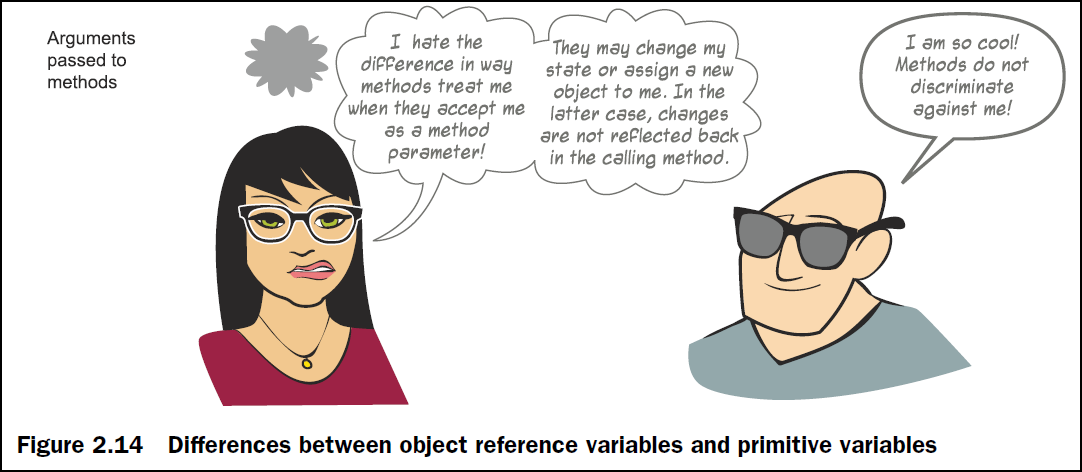 Arguments
passed to
methods
I hate the
difference in way
methods treat me
when they accept me
as a method
parameter!
They may change my
state or assign a new
object to me. In the
latter case, changes
are not reflected back
in the calling method.
I am so cool!
Methods do not
discriminate
against me!
Figure 2.14 Differences between object reference variables and primitive variables